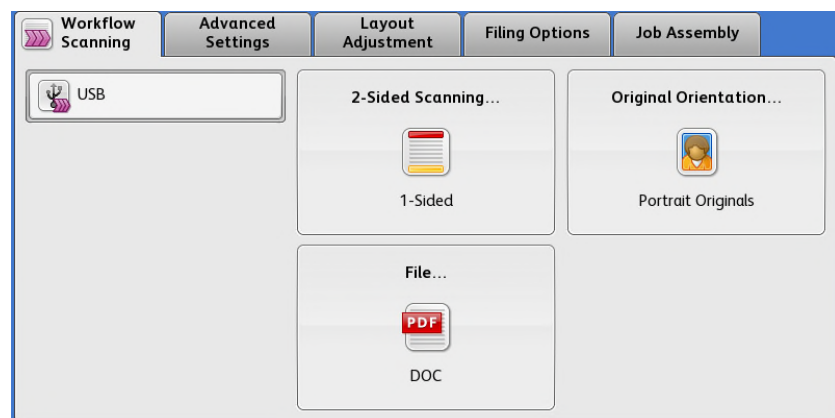 Workflow
Scanning
Advanced
Settings
Layout
Adjustment
Filing Options
Job Assembly
USB
2-Sided Scanning...
1-Sided
Original Orientation...
Portrait Originals
File...
PDF
DOC